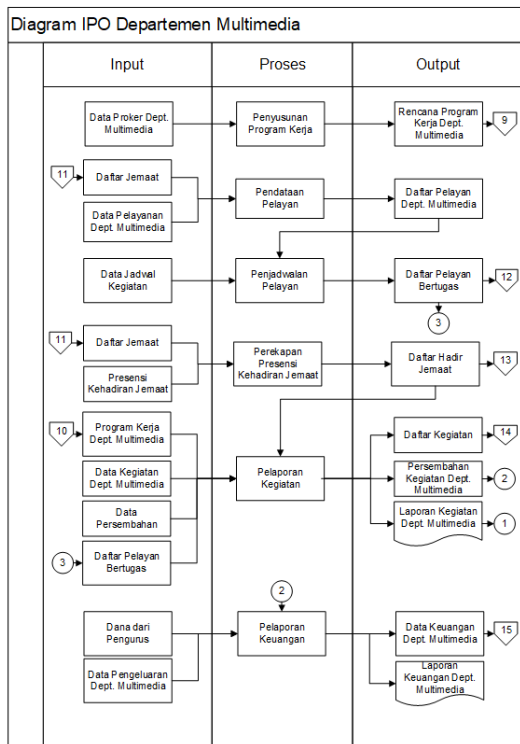 Diagram IPO Departemen Multimedia
Input
Proses
Output
Data Proker Dept.
Multimedia
Penyusunan
Program Kerja
Rencana Program
Kerja Dept.
Multimedia
9
11
Daftar Jemaat
Data Pelayanan
Dept. Multimedia
Pendataan
Pelayan
Daftar Pelayan
Dept. Multimedia
Data Jadwal
Kegiatan
Penjadwalan
Pelayan
Daftar Pelayan
Bertugas
12
3
11
Daftar Jemaat
Presensi
Kehadiran Jemaat
Perekapan
Presensi
Kehadiran Jemaat
Daftar Hadir
Jemaat
13
10
Program Kerja
Dept. Multimedia
Data Kegiatan
Dept. Multimedia
Data
Persembahan
3
Daftar Pelayan
Bertugas
Pelaporan
Kegiatan
Daftar Kegiatan
14
Persembahan
Kegiatan Dept.
Multimedia
2
Laporan Kegiatan
Dept. Multimedia
1
2
Dana dari
Pengurus
Data Pengeluaran
Dept. Multimedia
Pelaporan
Keuangan
Data Keuangan
Dept. Multimedia
15
Laporan
Keuangan Dept.
Multimedia